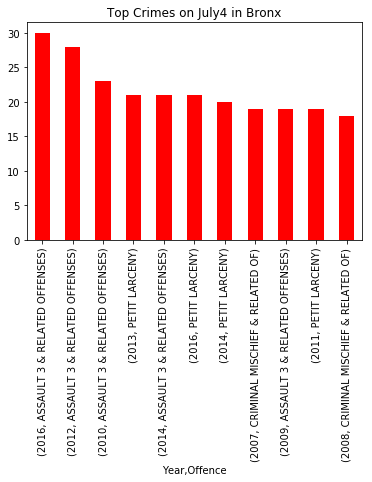 Top Crimes on July4 in Bronx
30
25
20
15
10
5
0
(2016, ASSAULT 3 & RELATED OFFENSES)
(2012, ASSAULT 3 & RELATED OFFENSES)
(2010, ASSAULT 3 & RELATED OFFENSES)
(2013, PETIT LARCENY)
(2014, ASSAULT 3 & RELATED OFFENSES)
(2016, PETIT LARCENY)
(2014, PETIT LARCENY)
(2007, CRIMINAL MISCHIEF & RELATED OF)
(2009, ASSAULT 3 & RELATED OFFENSES)
(2011, PETIT LARCENY)
(2008, CRIMINAL MISCHIEF & RELATED OF)
Year,Offence